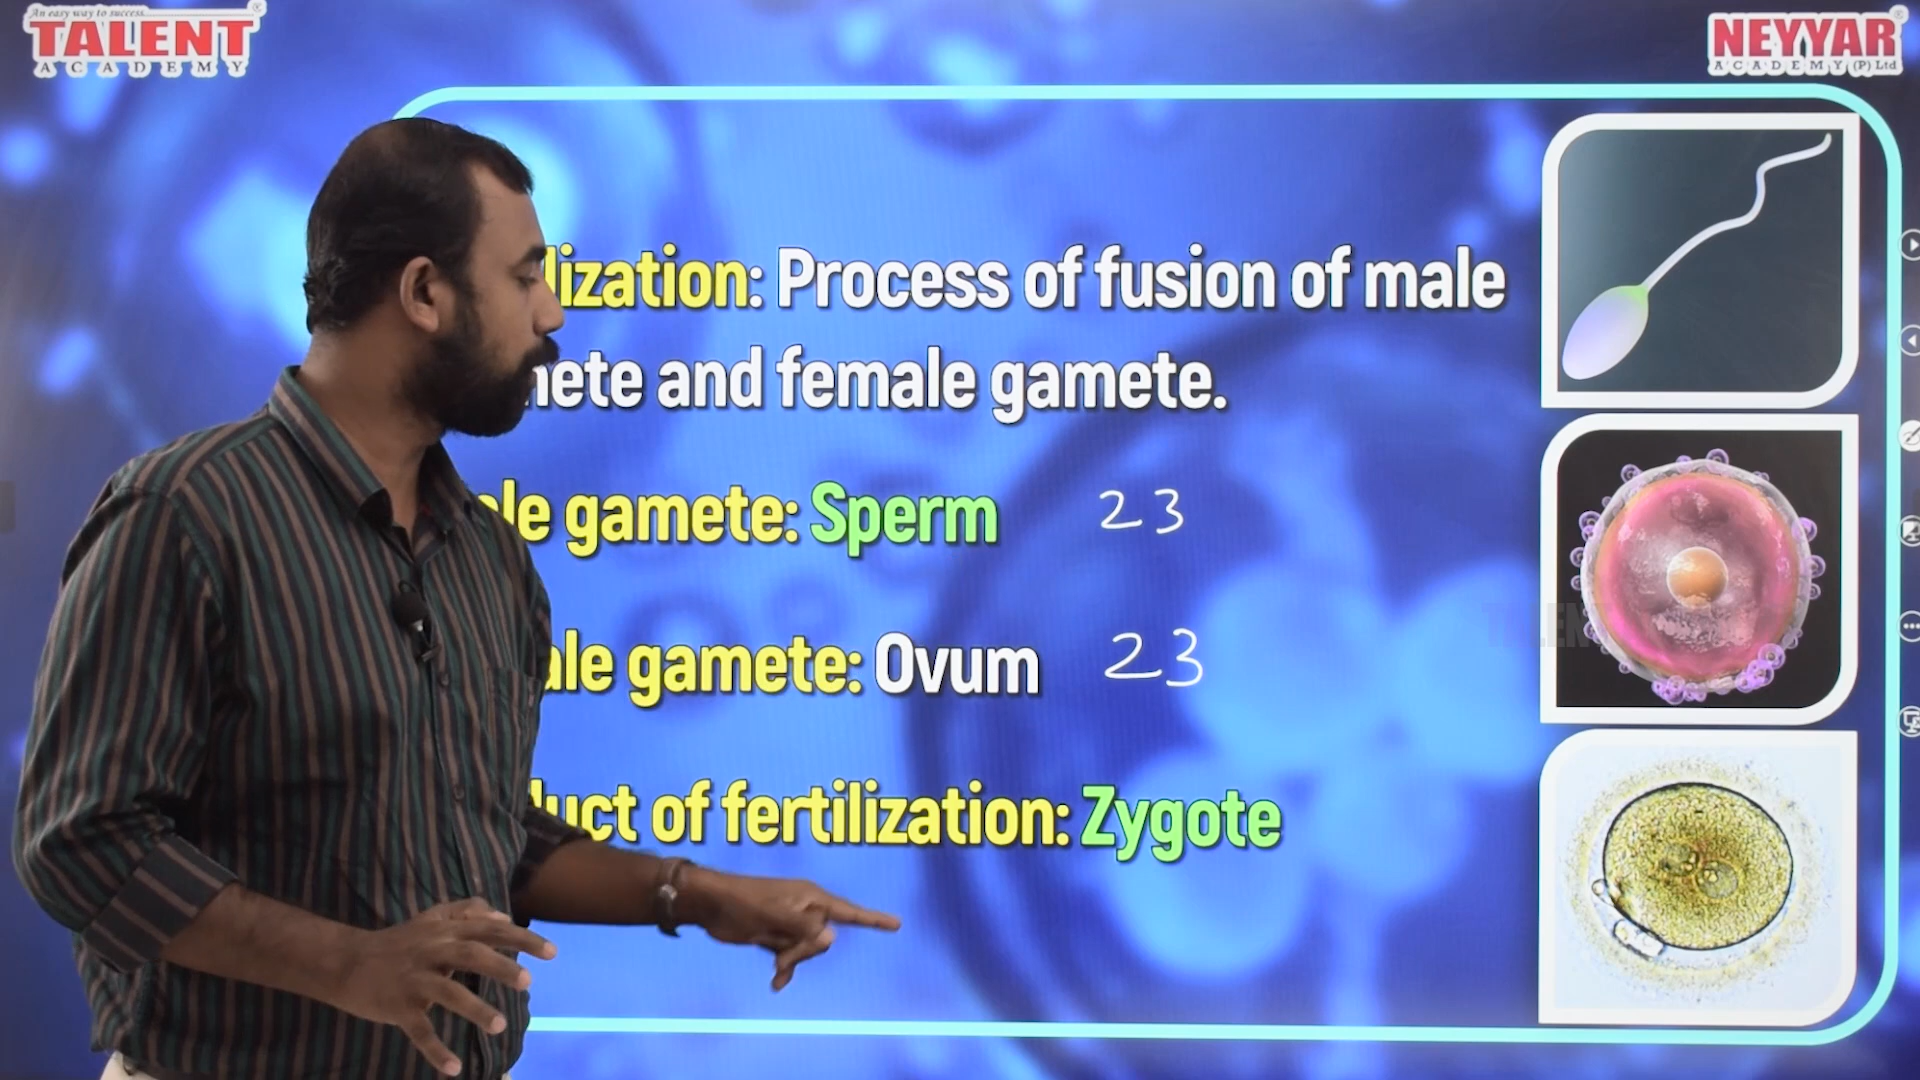 An easy way to success...
TALENT
ACADEMY
NEYYAR
ACADEMY (P) Ltd
lization: Process of fusion of male
ete and female gamete.
le gamete: Sperm 23
ale gamete: Ovum 23
uct of fertilization: Zygote
TALENT